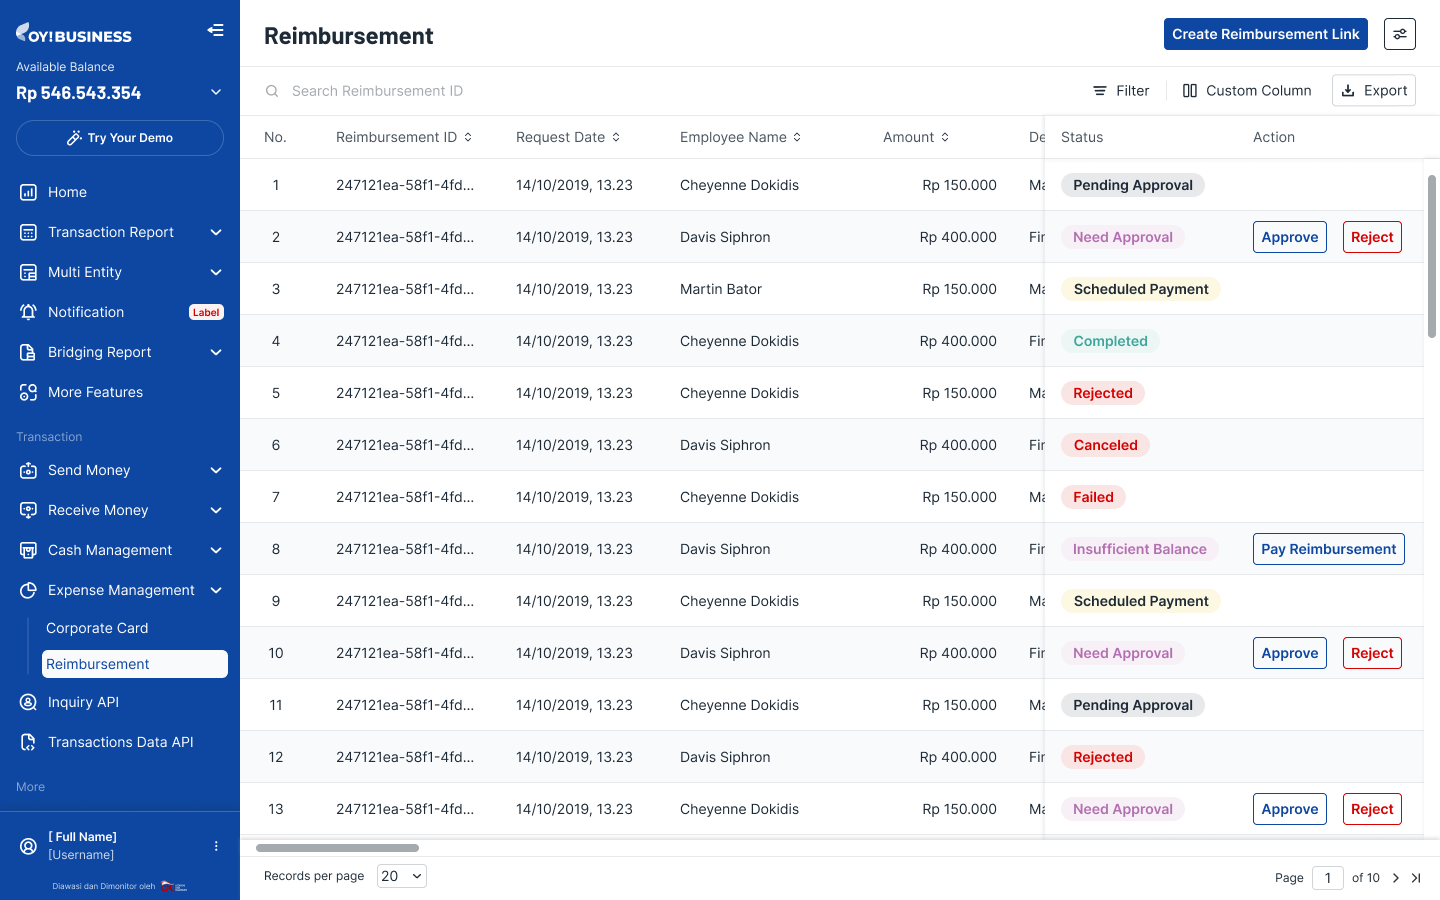 OY! BUSINESS
Available Balance
Rp 546.543.354
Try Your Demo
Home
Transaction Report
Multi Entity
Notification Label
Bridging Report
More Features
Transaction
Send Money
Receive Money
Cash Management
Expense Management
Corporate Card
Reimbursement
Inquiry API
Transactions Data API
More
[ Full Name]
[Username]
Diawasi dan Dimonitor oleh
Reimbursement
Create Reimbursement Link
Search Reimbursement ID
Filter Custom Column Export
No. Reimbursement ID Request Date Employee Name Amount De Status Action
1 247121ea-58f1-4fd... 14/10/2019, 13.23 Cheyenne Dokidis Rp 150.000 Ma Pending Approval
2 247121ea-58f1-4fd... 14/10/2019, 13.23 Davis Siphron Rp 400.000 Fir Need Approval Approve Reject
3 247121ea-58f1-4fd... 14/10/2019, 13.23 Martin Bator Rp 150.000 Ma Scheduled Payment
4 247121ea-58f1-4fd... 14/10/2019, 13.23 Cheyenne Dokidis Rp 400.000 Fir Completed
5 247121ea-58f1-4fd... 14/10/2019, 13.23 Cheyenne Dokidis Rp 150.000 Ma Rejected
6 247121ea-58f1-4fd... 14/10/2019, 13.23 Davis Siphron Rp 400.000 Fir Canceled
7 247121ea-58f1-4fd... 14/10/2019, 13.23 Cheyenne Dokidis Rp 150.000 Ma Failed
8 247121ea-58f1-4fd... 14/10/2019, 13.23 Davis Siphron Rp 400.000 Fir Insufficient Balance Pay Reimbursement
9 247121ea-58f1-4fd... 14/10/2019, 13.23 Cheyenne Dokidis Rp 150.000 Ma Scheduled Payment
10 247121ea-58f1-4fd... 14/10/2019, 13.23 Davis Siphron Rp 400.000 Fir Need Approval Approve Reject
11 247121ea-58f1-4fd... 14/10/2019, 13.23 Cheyenne Dokidis Rp 150.000 Ma Pending Approval
12 247121ea-58f1-4fd... 14/10/2019, 13.23 Davis Siphron Rp 400.000 Fir Rejected
13 247121ea-58f1-4fd... 14/10/2019, 13.23 Cheyenne Dokidis Rp 150.000 Ma Need Approval Approve Reject
Records per page 20 Page 1 of 10